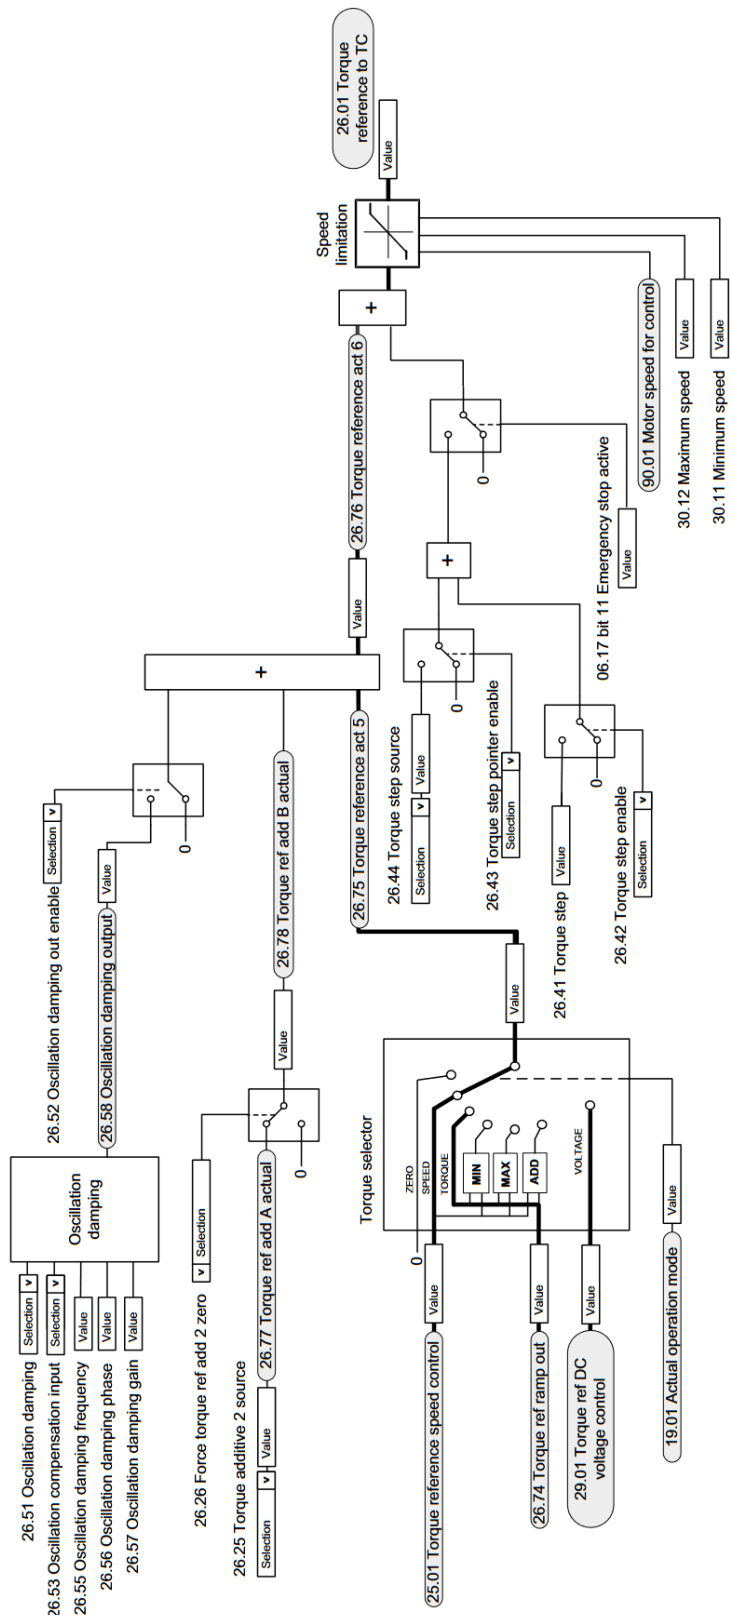 26.51 Oscillation damping
Selection v
26.53 Oscillation compensation input
Selection v
26.55 Oscillation damping frequency
Value
26.56 Oscillation damping phase
Value
26.57 Oscillation damping gain
Value
Oscillation
damping
26.52 Oscillation damping out enable
Selection v
26.58 Oscillation damping output
Value
0
26.26 Force torque ref add 2 zero
v Selection
26.25 Torque additive 2 source
Selection v Value
26.77 Torque ref add A actual
0
Value
26.78 Torque ref add B actual
+
Torque selector
0
ZERO
25.01 Torque reference speed control
Value
SPEED
TORQUE
MIN
MAX
ADD
26.74 Torque ref ramp out
Value
29.01 Torque ref DC
voltage control
Value
VOLTAGE
19.01 Actual operation mode
Value
Value
26.75 Torque reference act 5
Value
26.76 Torque reference act 6
+
Speed
limitation
Value
26.01 Torque
reference to TC
26.44 Torque step source
Selection v Value
0
26.43 Torque step pointer enable
Selection v
+
0
26.41 Torque step
Value
0
26.42 Torque step enable
Selection v
06.17 bit 11 Emergency stop active
Value
90.01 Motor speed for control
30.12 Maximum speed
Value
30.11 Minimum speed
Value